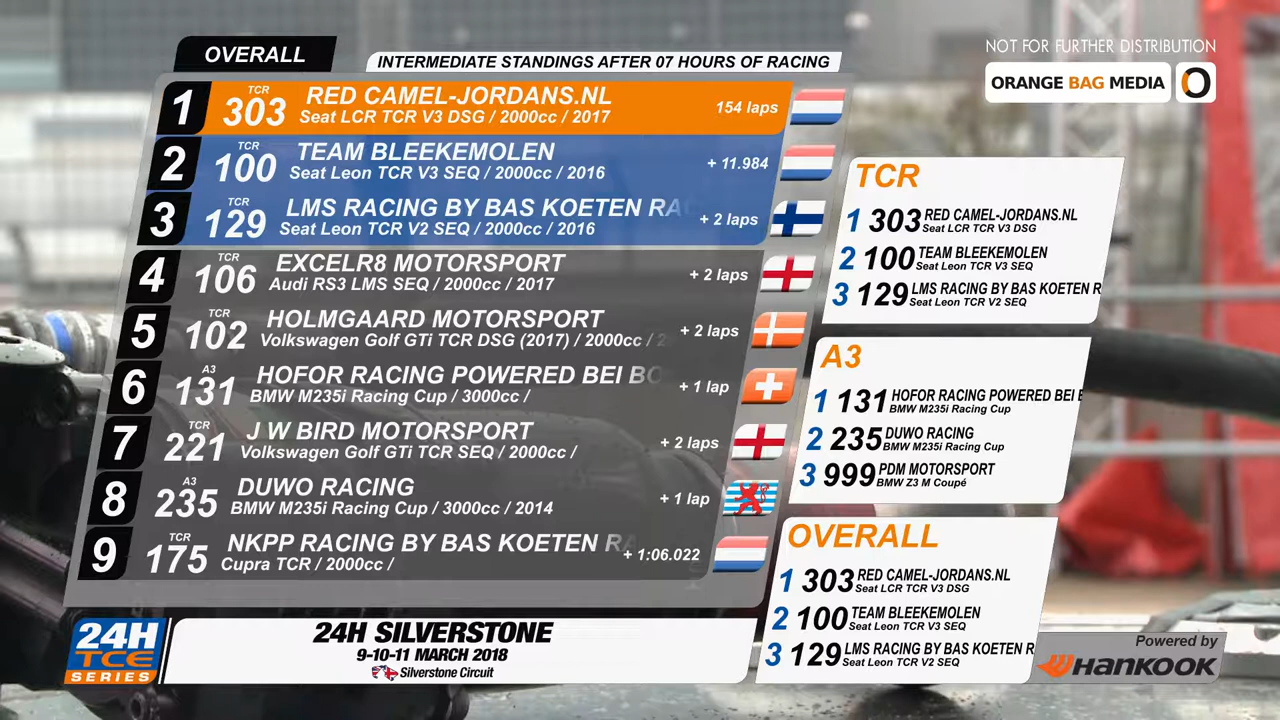 OVERALL
INTERMEDIATE STANDINGS AFTER 07 HOURS OF RACING
NOT FOR FURTHER DISTRIBUTION
ORANGE BAG MEDIA
1 TCR 303 RED CAMEL-JORDANS.NL 154 laps
Seat LCR TCR V3 DSG / 2000cc / 2017
2 TCR 100 TEAM BLEEKEMOLEN + 11.984
Seat Leon TCR V3 SEQ / 2000cc / 2016
3 TCR 129 LMS RACING BY BAS KOETEN RA + 2 laps
Seat Leon TCR V2 SEQ / 2000cc / 2016
4 TCR 106 EXCELR8 MOTORSPORT + 2 laps
Audi RS3 LMS SEQ / 2000cc / 2017
5 TCR 102 HOLMGAARD MOTORSPORT + 2 laps
Volkswagen Golf GTi TCR DSG (2017) / 2000cc / 2
6 A3 131 HOFOR RACING POWERED BEI BO + 1 lap
BMW M235i Racing Cup / 3000cc /
7 TCR 221 J W BIRD MOTORSPORT + 2 laps
Volkswagen Golf GTi TCR SEQ / 2000cc /
8 A3 235 DUWO RACING + 1 lap
BMW M235i Racing Cup / 3000cc / 2014
9 TCR 175 NKPP RACING BY BAS KOETEN RA + 1:06.022
Cupra TCR / 2000cc /
TCR
1 303 RED CAMEL-JORDANS.NL
Seat LCR TCR V3 DSG
2 100 TEAM BLEEKEMOLEN
Seat Leon TCR V3 SEQ
3 129 LMS RACING BY BAS KOETEN R
Seat Leon TCR V2 SEQ
A3
1 131 HOFOR RACING POWERED BEI B
BMW M235i Racing Cup
2 235 DUWO RACING
BMW M235i Racing Cup
3 999 PDM MOTORSPORT
BMW Z3 M Coupé
OVERALL
1 303 RED CAMEL-JORDANS.NL
Seat LCR TCR V3 DSG
2 100 TEAM BLEEKEMOLEN
Seat Leon TCR V3 SEQ
3 129 LMS RACING BY BAS KOETEN R
Seat Leon TCR V2 SEQ
24H
TCE
SERIES
24H SILVERSTONE
9-10-11 MARCH 2018
Silverstone Circuit
Powered by
HANKOOK